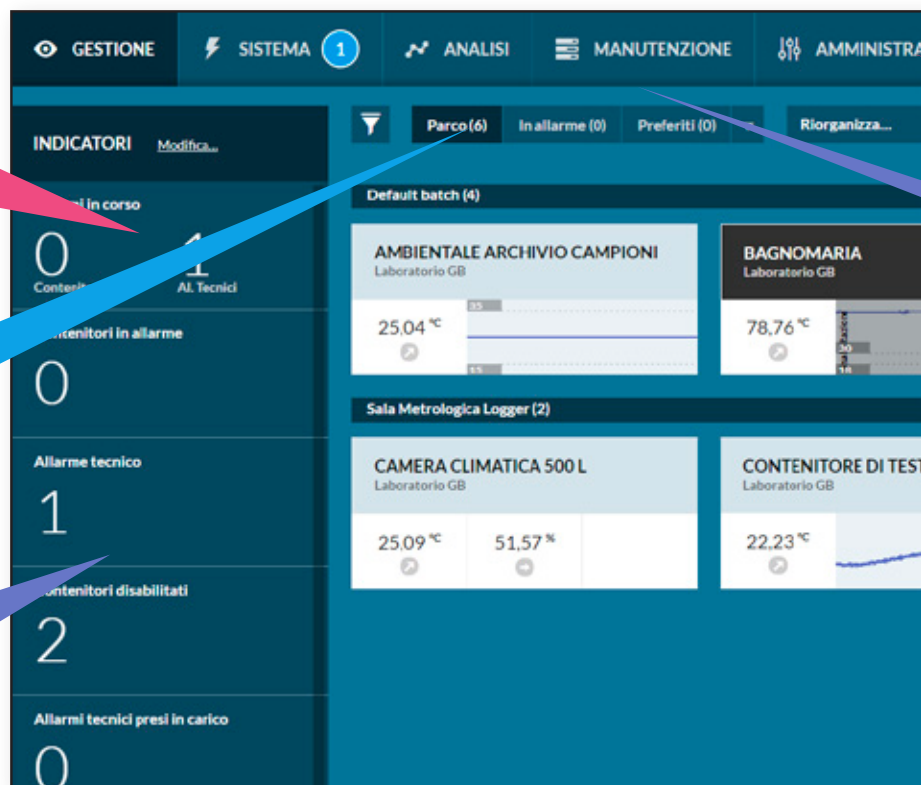 GESTIONE SISTEMA 1 ANALISI MANUTENZIONE AMMINISTRA
INDICATORI Modifica...
Parco (6) In allarme (0) Preferiti (0) Riorganizza...
in corso
0 1
Al. Tecnici
in allarme
0
Allarme tecnico
1
disabilitati
2
Allarmi tecnici presi in carico
0
Default batch (4)
AMBIENTALE ARCHIVIO CAMPIONI
Laboratorio GB
25,04 °C
35
15
BAGNOMARIA
Laboratorio GB
78,76 °C
30
18
Sala Metrologica Logger (2)
CAMERA CLIMATICA 500 L
Laboratorio GB
25,09 °C 51,57 %
CONTENITORE DI TEST
Laboratorio GB
22,23 °C